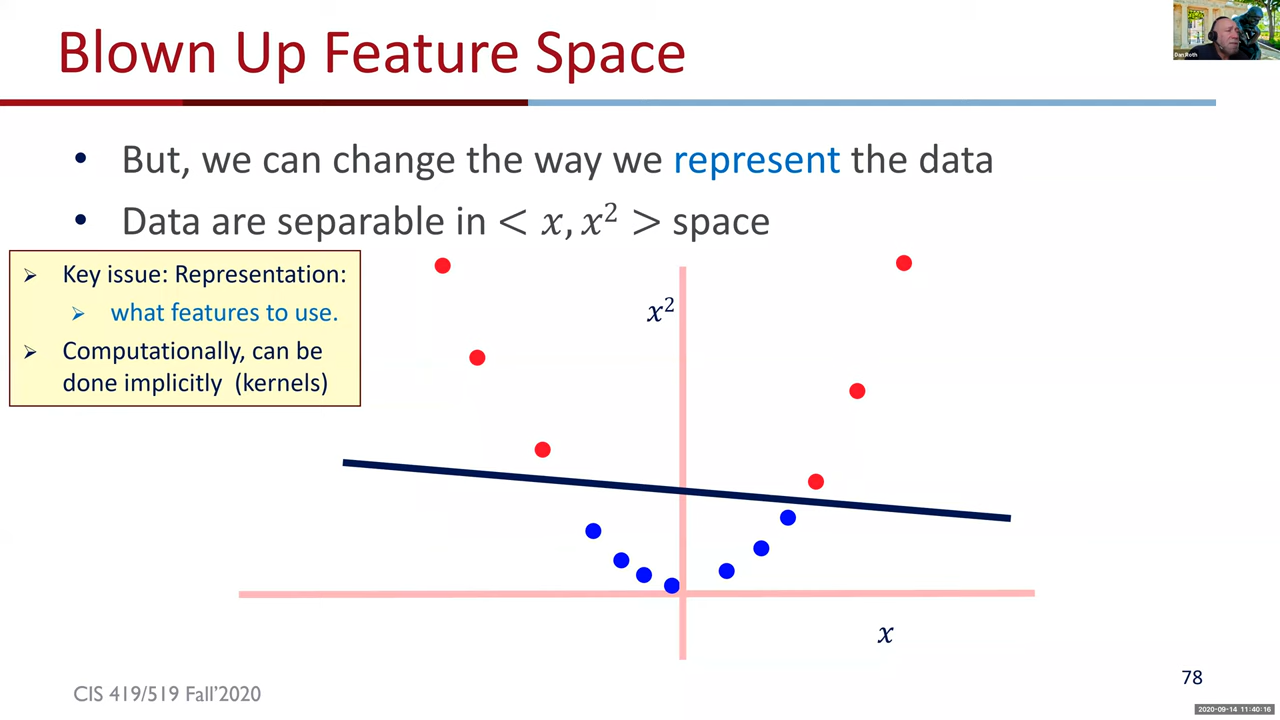 Blown Up Feature Space
Dan Roth
• But, we can change the way we represent the data
• Data are separable in < x, x² > space
➢ Key issue: Representation:
➢ what features to use.
➢ Computationally, can be
done implicitly (kernels)
x²
x
78
CIS 419/519 Fall'2020
2020-09-14 11:40:16